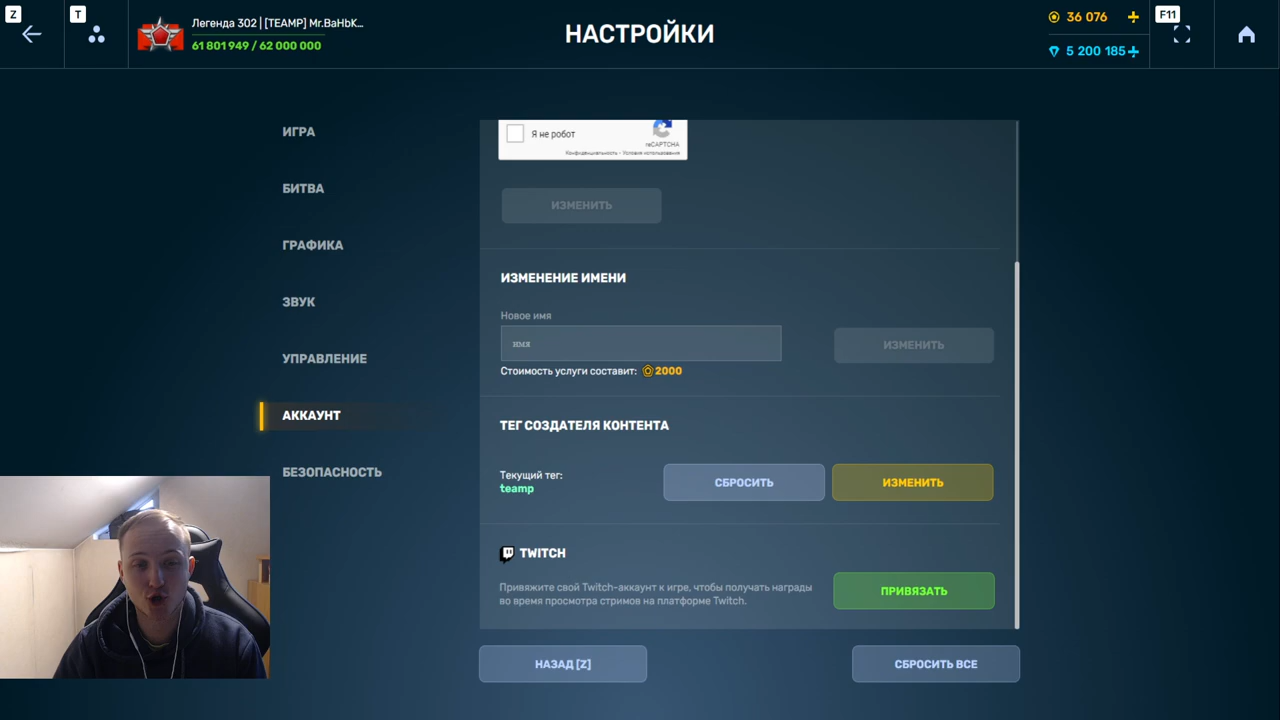 Z
T
Легенда 302 | [TEAMP] Mr.BaHbK...
61 801 949 / 62 000 000
НАСТРОЙКИ
36 076
5 200 185
F11
ИГРА
БИТВА
ГРАФИКА
ЗВУК
УПРАВЛЕНИЕ
АККАУНТ
БЕЗОПАСНОСТЬ
Я не робот
reCAPTCHA
Конфиденциальность - Условия использования
ИЗМЕНИТЬ
ИЗМЕНЕНИЕ ИМЕНИ
Новое имя
имя
ИЗМЕНИТЬ
Стоимость услуги составит: 2000
ТЕГ СОЗДАТЕЛЯ КОНТЕНТА
Текущий тег:
teamp
СБРОСИТЬ
ИЗМЕНИТЬ
TWITCH
Привяжите свой Twitch-аккаунт к игре, чтобы получать награды
во время просмотра стримов на платформе Twitch.
ПРИВЯЗАТЬ
НАЗАД [Z]
СБРОСИТЬ ВСЕ